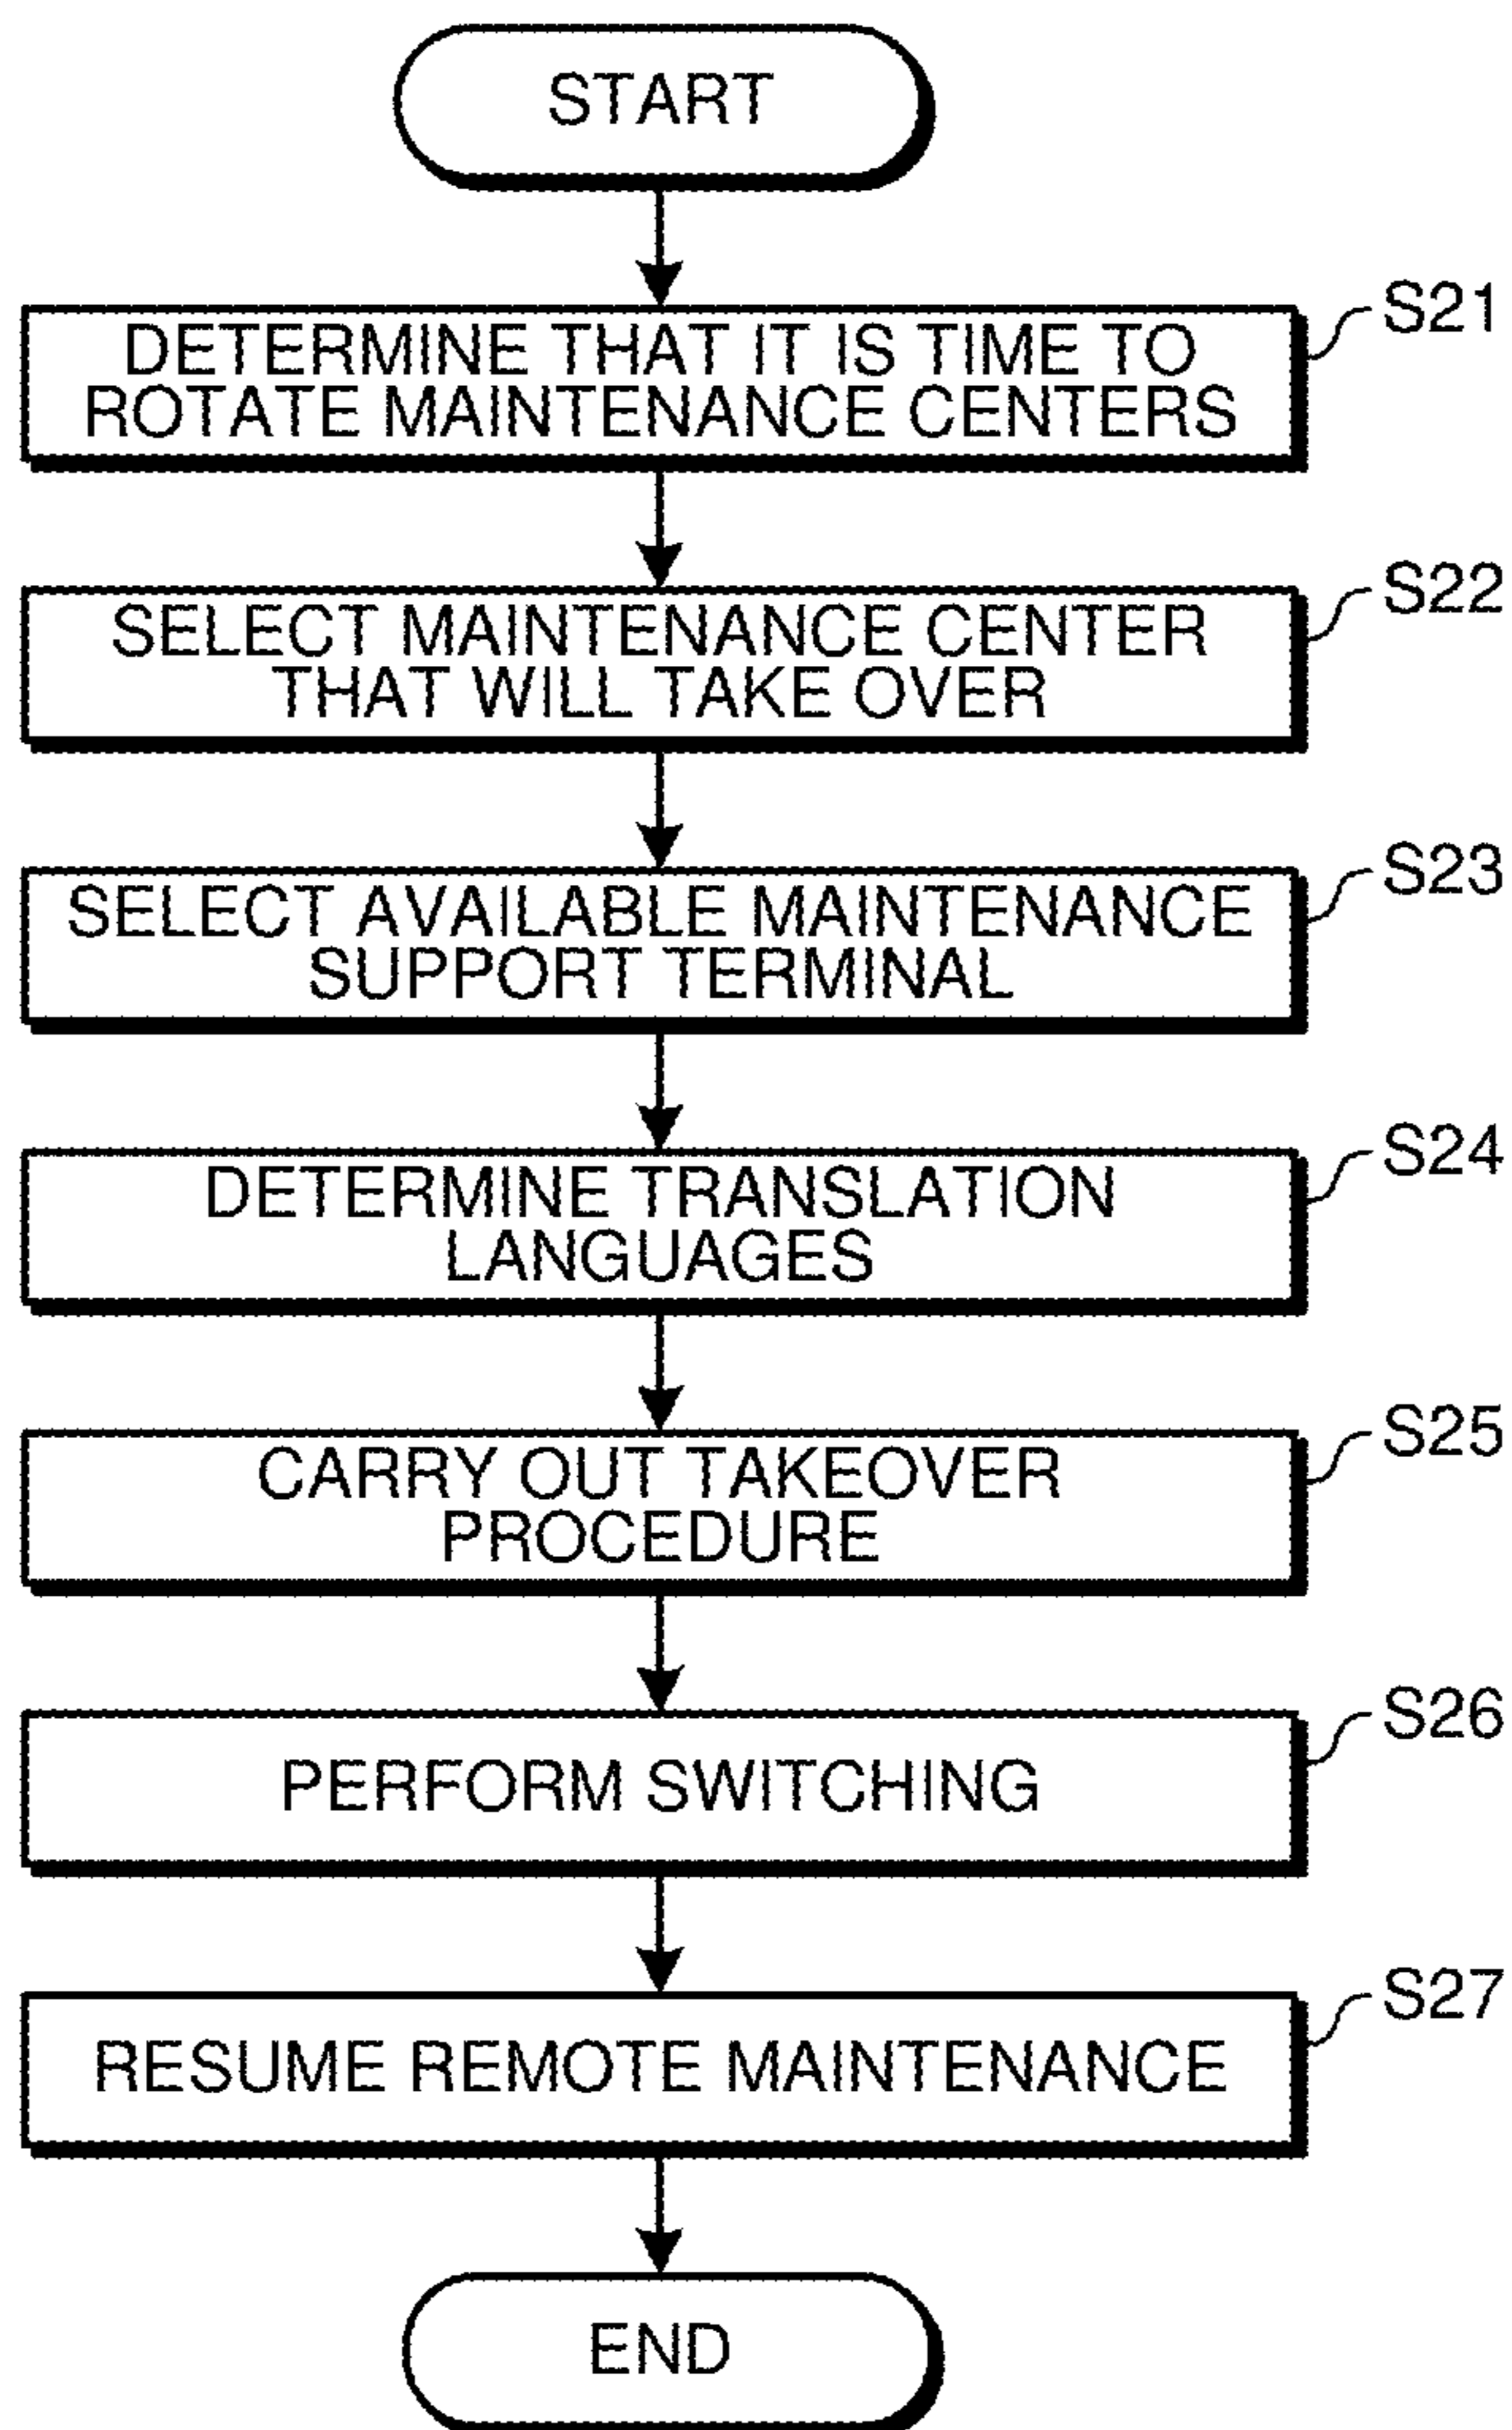 START
S21
DETERMINE THAT IT IS TIME TO
ROTATE MAINTENANCE CENTERS
S22
SELECT MAINTENANCE CENTER
THAT WILL TAKE OVER
S23
SELECT AVAILABLE MAINTENANCE
SUPPORT TERMINAL
S24
DETERMINE TRANSLATION
LANGUAGES
S25
CARRY OUT TAKEOVER
PROCEDURE
S26
PERFORM SWITCHING
S27
RESUME REMOTE MAINTENANCE
END